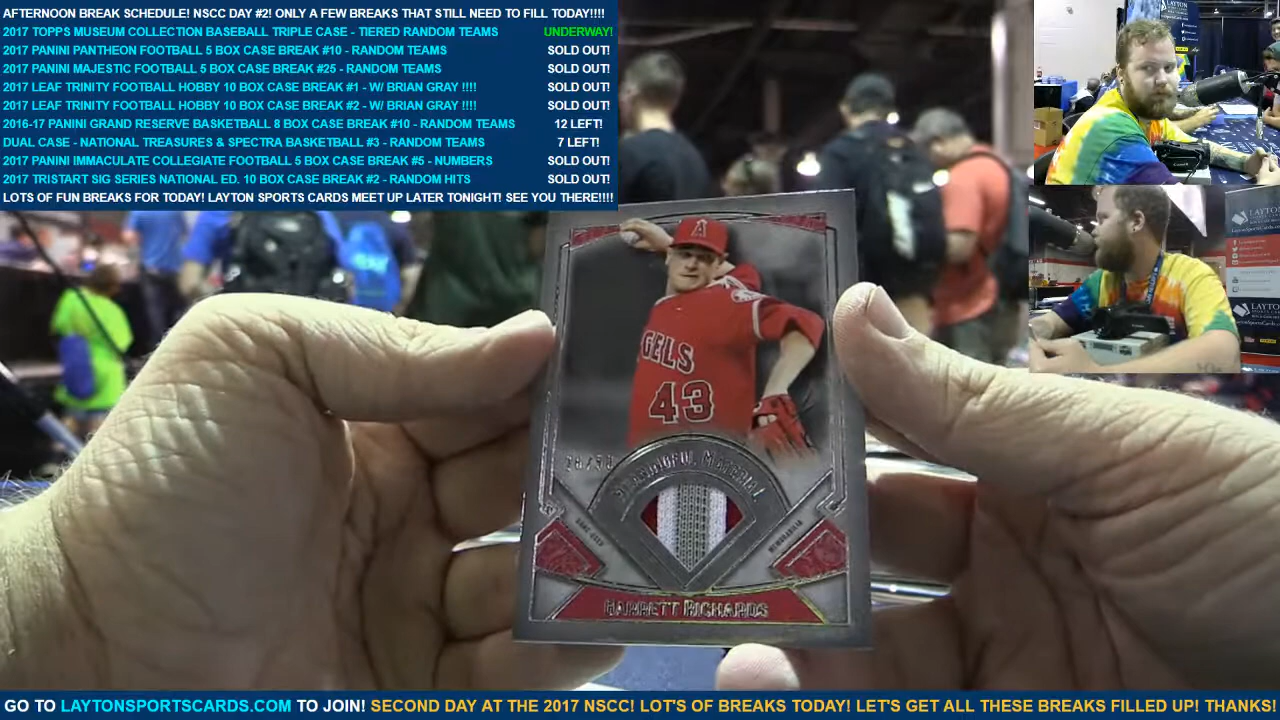 AFTERNOON BREAK SCHEDULE! NSCC DAY #2! ONLY A FEW BREAKS THAT STILL NEED TO FILL TODAY!!!!
2017 TOPPS MUSEUM COLLECTION BASEBALL TRIPLE CASE - TIERED RANDOM TEAMS UNDERWAY!
2017 PANINI PANTHEON FOOTBALL 5 BOX CASE BREAK #10 - RANDOM TEAMS SOLD OUT!
2017 PANINI MAJESTIC FOOTBALL 5 BOX CASE BREAK #25 - RANDOM TEAMS SOLD OUT!
2017 LEAF TRINITY FOOTBALL HOBBY 10 BOX CASE BREAK #1 - W/ BRIAN GRAY !!!! SOLD OUT!
2017 LEAF TRINITY FOOTBALL HOBBY 10 BOX CASE BREAK #2 - W/ BRIAN GRAY !!!! SOLD OUT!
2016-17 PANINI GRAND RESERVE BASKETBALL 8 BOX CASE BREAK #10 - RANDOM TEAMS 12 LEFT!
DUAL CASE - NATIONAL TREASURES & SPECTRA BASKETBALL #3 - RANDOM TEAMS 7 LEFT!
2017 PANINI IMMACULATE COLLEGIATE FOOTBALL 5 BOX CASE BREAK #5 - NUMBERS SOLD OUT!
2017 TRISTART SIG SERIES NATIONAL ED. 10 BOX CASE BREAK #2 - RANDOM HITS SOLD OUT!
LOTS OF FUN BREAKS FOR TODAY! LAYTON SPORTS CARDS MEET UP LATER TONIGHT! SEE YOU THERE!!!!
LAYTON
A
GELS
43
MEANINGFUL MATERIAL
GAME-USED MEMORABILIA
GARRETT RICHARDS
GO TO LAYTONSPORTSCARDS.COM TO JOIN! SECOND DAY AT THE 2017 NSCC! LOT'S OF BREAKS TODAY! LET'S GET ALL THESE BREAKS FILLED UP! THANKS!